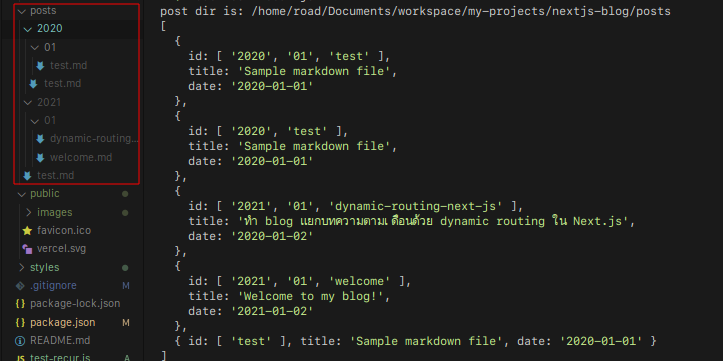 posts
2020
01
test.md
test.md
2021
01
dynamic-routing...
welcome.md
test.md
public
images
favicon.ico
vercel.svg
styles
.gitignore
package-lock.json
package.json M
README.md
test-recur.js A
post dir is: /home/road/Documents/workspace/my-projects/nextjs-blog/posts
[
{
id: [ '2020', '01', 'test' ],
title: 'Sample markdown file',
date: '2020-01-01'
},
{
id: [ '2020', 'test' ],
title: 'Sample markdown file',
date: '2020-01-01'
},
{
id: [ '2021', '01', 'dynamic-routing-next-js' ],
title: 'ทำ blog แยกบทความตามเดือนด้วย dynamic routing ใน Next.js',
date: '2020-01-02'
},
{
id: [ '2021', '01', 'welcome' ],
title: 'Welcome to my blog!',
date: '2021-01-02'
},
{ id: [ 'test' ], title: 'Sample markdown file', date: '2020-01-01' }
]